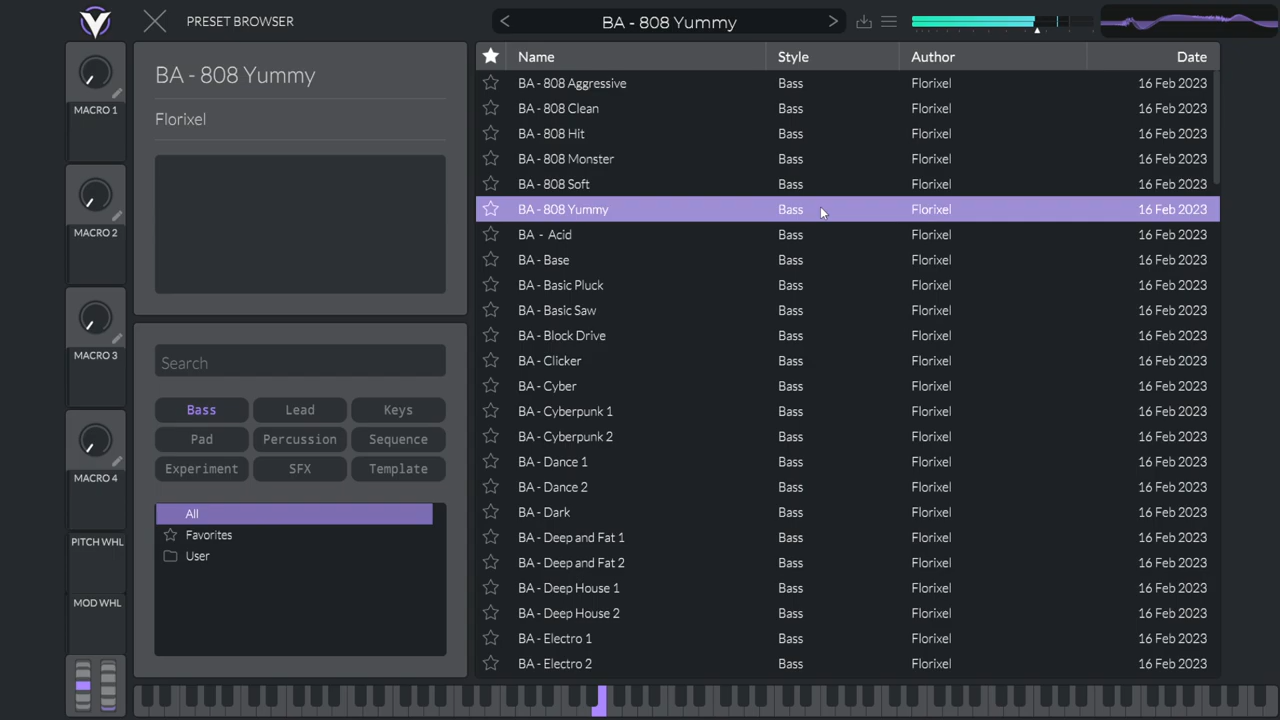 PRESET BROWSER
BA - 808 Yummy
MACRO 1
MACRO 2
MACRO 3
MACRO 4
PITCH WHL
MOD WHL
BA - 808 Yummy
Florixel
Search
Bass Lead Keys
Pad Percussion Sequence
Experiment SFX Template
All
Favorites
User
Name Style Author Date
BA - 808 Aggressive Bass Florixel 16 Feb 2023
BA - 808 Clean Bass Florixel 16 Feb 2023
BA - 808 Hit Bass Florixel 16 Feb 2023
BA - 808 Monster Bass Florixel 16 Feb 2023
BA - 808 Soft Bass Florixel 16 Feb 2023
BA - 808 Yummy Bass Florixel 16 Feb 2023
BA - Acid Bass Florixel 16 Feb 2023
BA - Base Bass Florixel 16 Feb 2023
BA - Basic Pluck Bass Florixel 16 Feb 2023
BA - Basic Saw Bass Florixel 16 Feb 2023
BA - Block Drive Bass Florixel 16 Feb 2023
BA - Clicker Bass Florixel 16 Feb 2023
BA - Cyber Bass Florixel 16 Feb 2023
BA - Cyberpunk 1 Bass Florixel 16 Feb 2023
BA - Cyberpunk 2 Bass Florixel 16 Feb 2023
BA - Dance 1 Bass Florixel 16 Feb 2023
BA - Dance 2 Bass Florixel 16 Feb 2023
BA - Dark Bass Florixel 16 Feb 2023
BA - Deep and Fat 1 Bass Florixel 16 Feb 2023
BA - Deep and Fat 2 Bass Florixel 16 Feb 2023
BA - Deep House 1 Bass Florixel 16 Feb 2023
BA - Deep House 2 Bass Florixel 16 Feb 2023
BA - Electro 1 Bass Florixel 16 Feb 2023
BA - Electro 2 Bass Florixel 16 Feb 2023